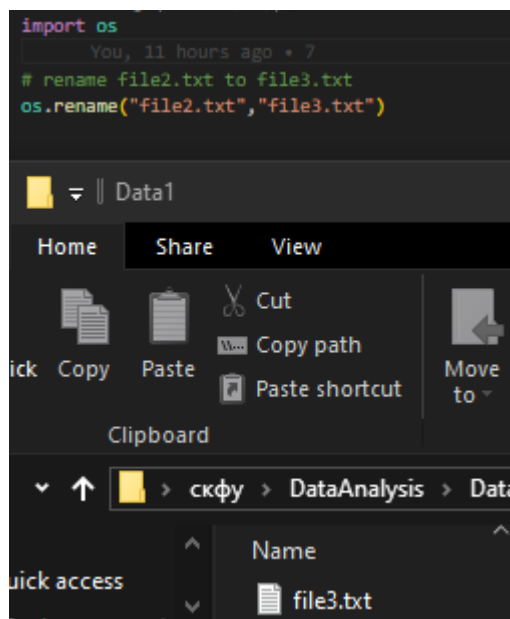 import os
You, 11 hours ago • 7
# rename file2.txt to file3.txt
os.rename("file2.txt","file3.txt")
Data1
Home Share View
Cut
Copy path
Paste shortcut
ick Copy Paste
Move to
Clipboard
скфу > DataAnalysis > Data
Name
uick access
file3.txt